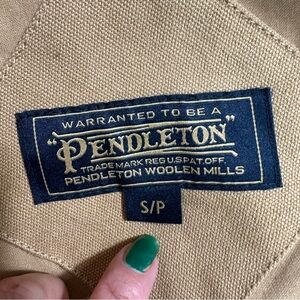 WARRANTED TO BE A
"PENDLETON"
TRADE MARK REG U.S.PAT.OFF.
PENDLETON WOOLEN MILLS
S/P